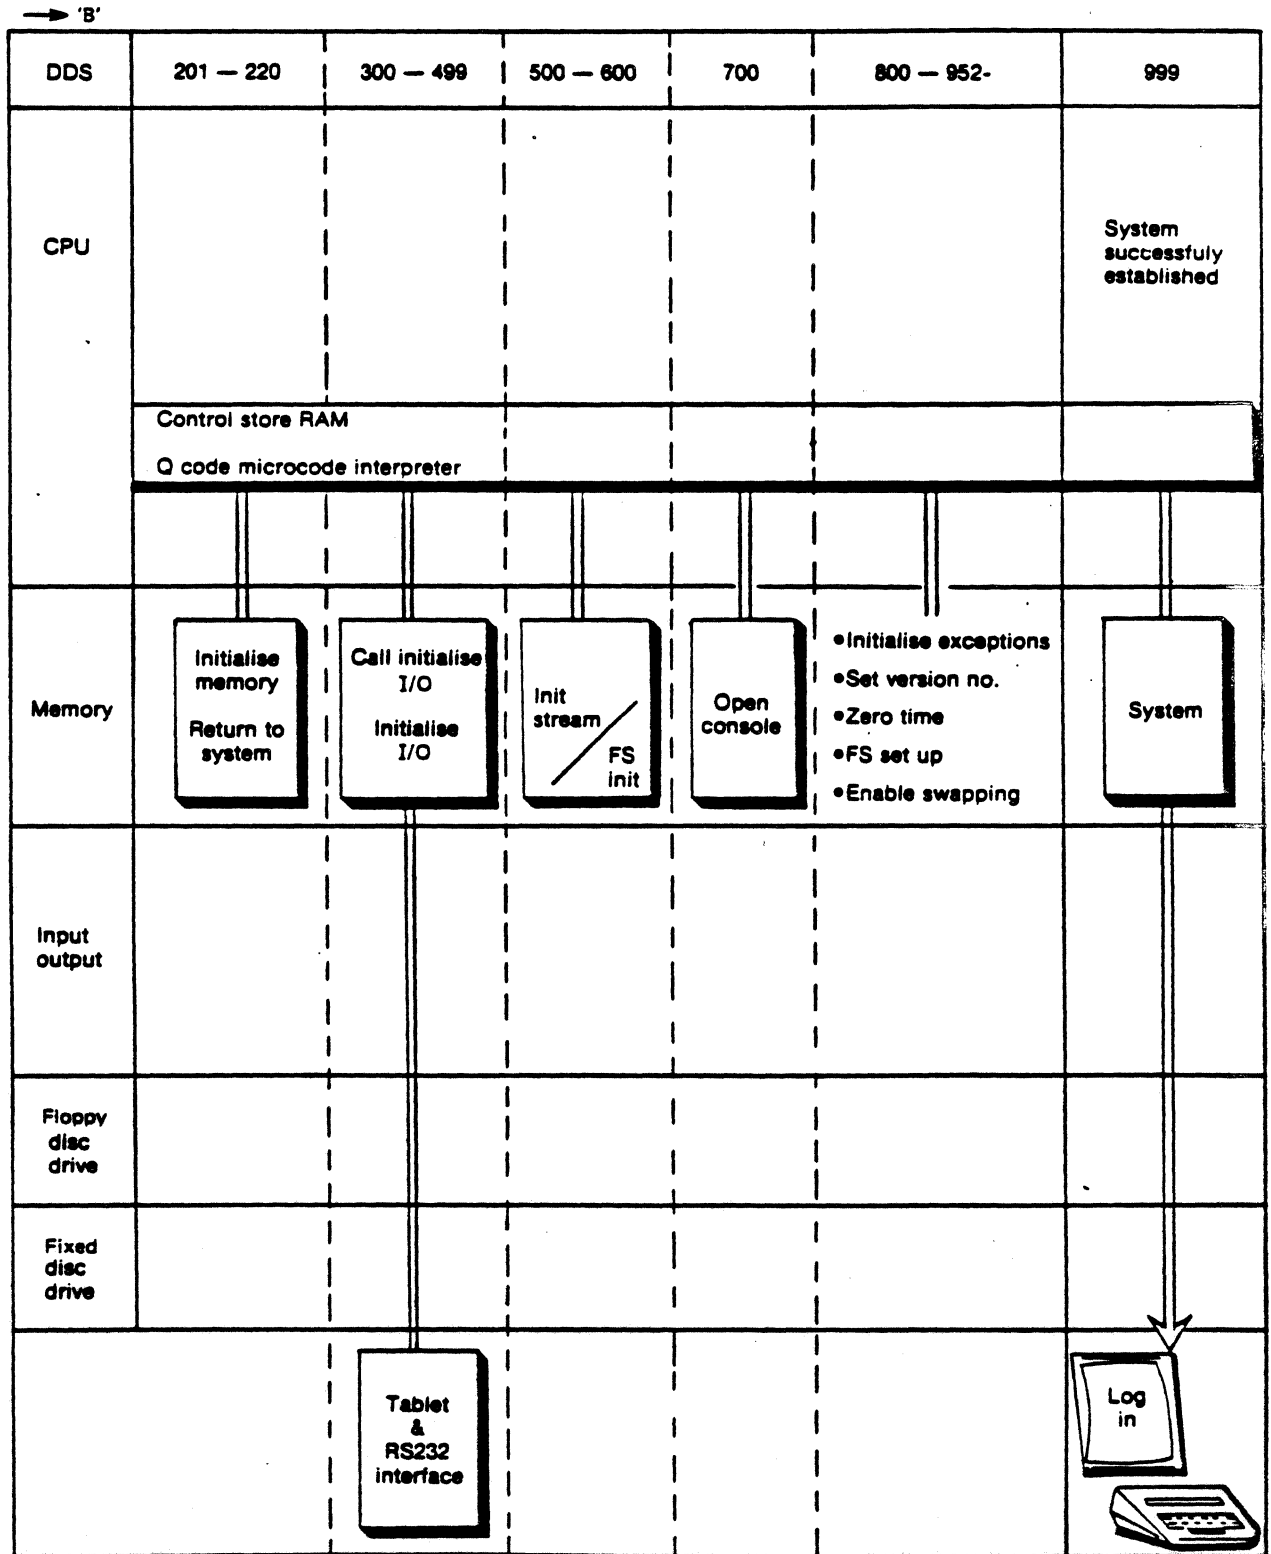 → 'B'
DDS
201 — 220
300 — 499
500 — 600
700
800 — 952-
999
CPU
System
successfuly
established
Control store RAM
Q code microcode interpreter
Memory
Initialise
memory
Return to
system
Call initialise
I/O
Initialise
I/O
Init
stream
FS
init
Open
console
•Initialise exceptions
•Set version no.
•Zero time
•FS set up
•Enable swapping
System
Input
output
Floppy
disc
drive
Fixed
disc
drive
Tablet
&
RS232
interface
Log
in